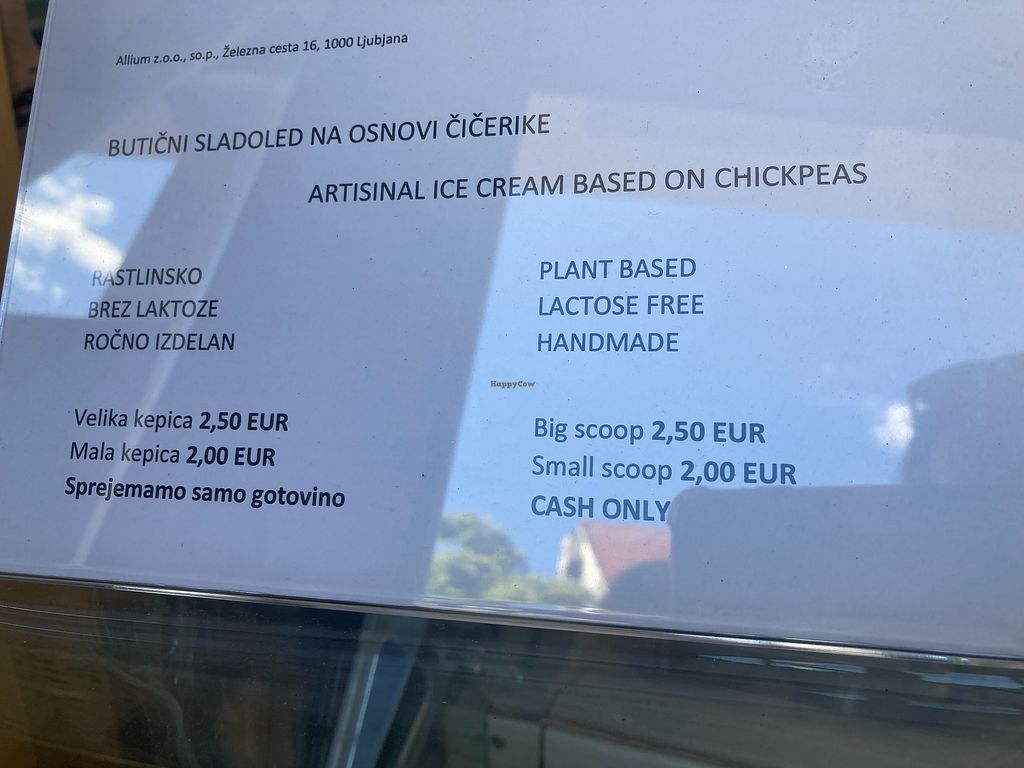 Allium z.o.o., so.p., Železna cesta 16, 1000 Ljubjana
BUTIČNI SLADOLED NA OSNOVI ČIČERIKE
ARTISINAL ICE CREAM BASED ON CHICKPEAS
RASTLINSKO
BREZ LAKTOZE
ROČNO IZDELAN
PLANT BASED
LACTOSE FREE
HANDMADE
HappyCow
Velika kepica 2,50 EUR
Mala kepica 2,00 EUR
Sprejemamo samo gotovino
Big scoop 2,50 EUR
Small scoop 2,00 EUR
CASH ONLY